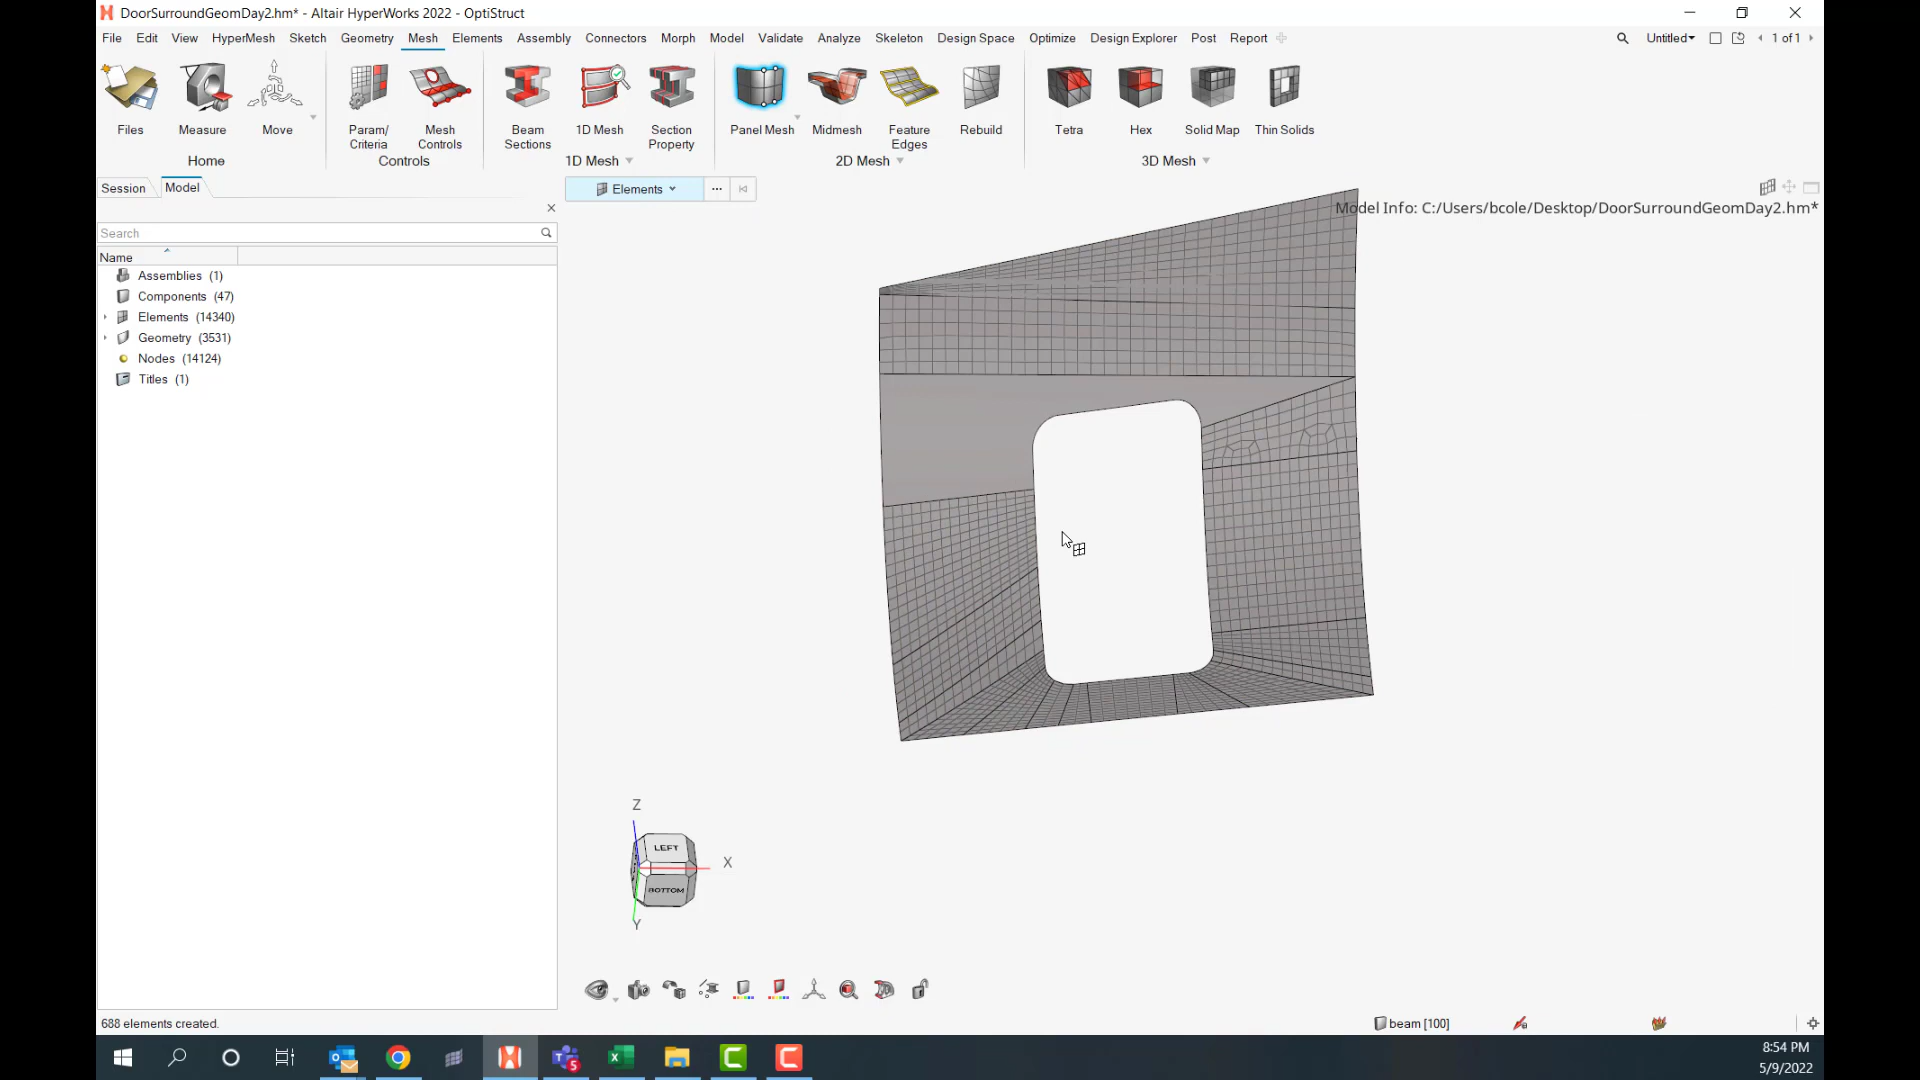 DoorSurroundGeomDay2.hm* - Altair HyperWorks 2022 - OptiStruct
File Edit View HyperMesh Sketch Geometry Mesh Elements Assembly Connectors Morph Model Validate Analyze Skeleton Design Space Optimize Design Explorer Post Report Untitled 1 of 1
Files Measure Move Param/ Criteria Mesh Controls Beam Sections 1D Mesh Section Property Panel Mesh Midmesh Feature Edges Rebuild Tetra Hex Solid Map Thin Solids
Home Controls 1D Mesh 2D Mesh 3D Mesh
Session Model Elements ...
Model Info: C:/Users/bcole/Desktop/DoorSurroundGeomDay2.hm*
Search
Name
Assemblies (1)
Components (47)
Elements (14340)
Geometry (3531)
Nodes (14124)
Titles (1)
Z
LEFT
X
BOTTOM
Y
688 elements created.
beam [100]
5
8:54 PM
5/9/2022